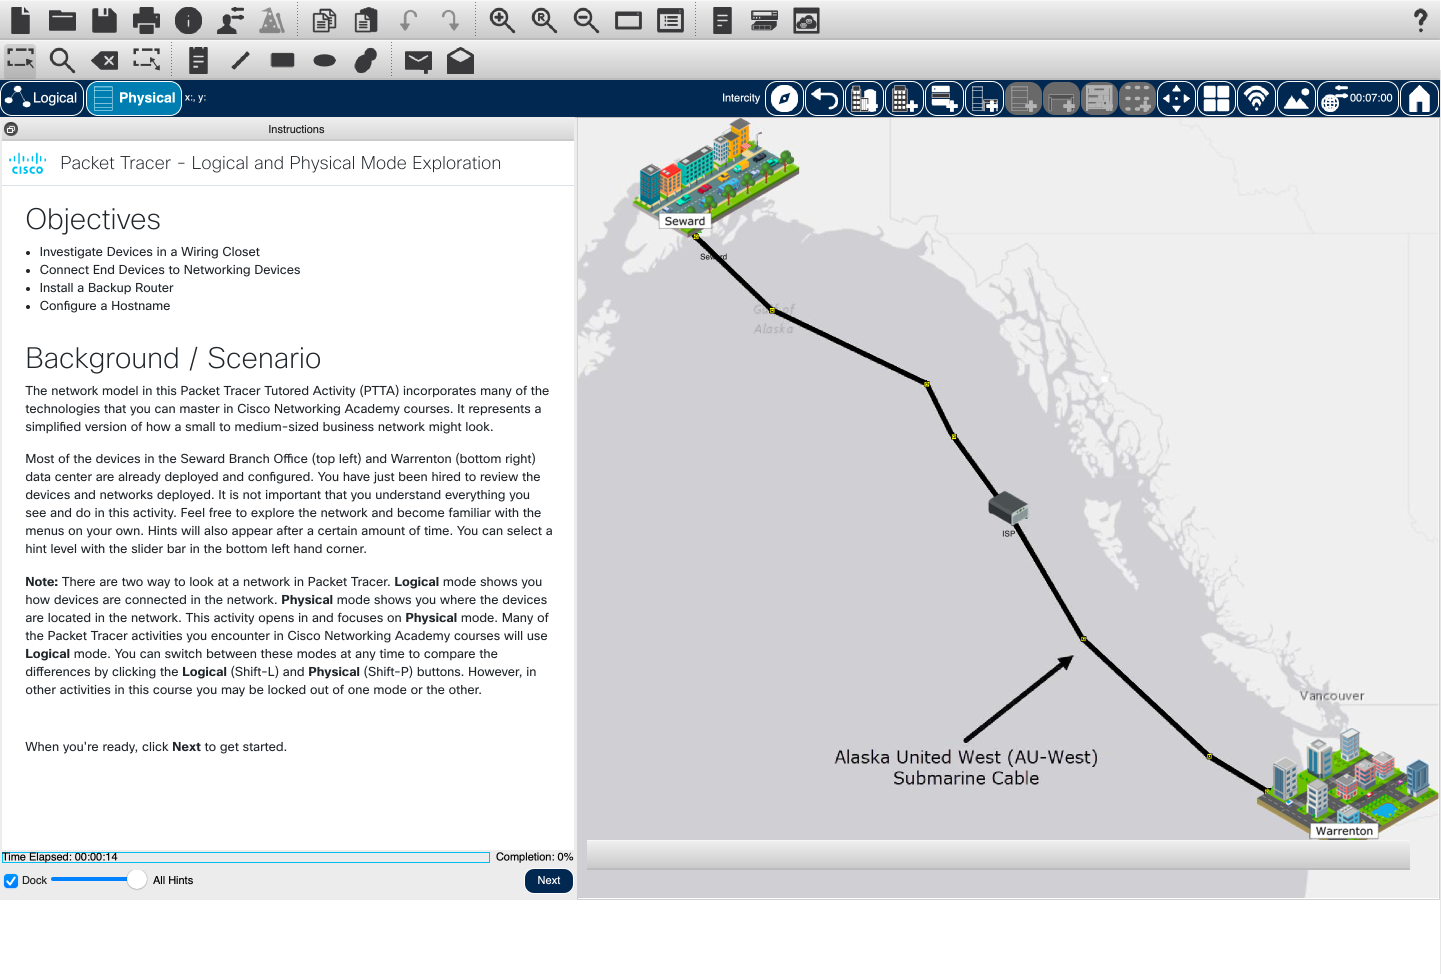 Logical
Physical
x:, y:
Intercity
00:07:00
Instructions
CISCO
Packet Tracer - Logical and Physical Mode Exploration
Objectives
• Investigate Devices in a Wiring Closet
• Connect End Devices to Networking Devices
• Install a Backup Router
• Configure a Hostname
Background / Scenario
The network model in this Packet Tracer Tutored Activity (PTTA) incorporates many of the
technologies that you can master in Cisco Networking Academy courses. It represents a
simplified version of how a small to medium-sized business network might look.
Most of the devices in the Seward Branch Office (top left) and Warrenton (bottom right)
data center are already deployed and configured. You have just been hired to review the
devices and networks deployed. It is not important that you understand everything you
see and do in this activity. Feel free to explore the network and become familiar with the
menus on your own. Hints will also appear after a certain amount of time. You can select a
hint level with the slider bar in the bottom left hand corner.
Note: There are two way to look at a network in Packet Tracer. Logical mode shows you
how devices are connected in the network. Physical mode shows you where the devices
are located in the network. This activity opens in and focuses on Physical mode. Many of
the Packet Tracer activities you encounter in Cisco Networking Academy courses will use
Logical mode. You can switch between these modes at any time to compare the
differences by clicking the Logical (Shift-L) and Physical (Shift-P) buttons. However, in
other activities in this course you may be locked out of one mode or the other.
When you're ready, click Next to get started.
Time Elapsed: 00:00:14
Completion: 0%
Dock
All Hints
Next
Seward
Seward
Gulf of
Alaska
ISP
Alaska United West (AU-West)
Submarine Cable
Vancouver
Warrenton